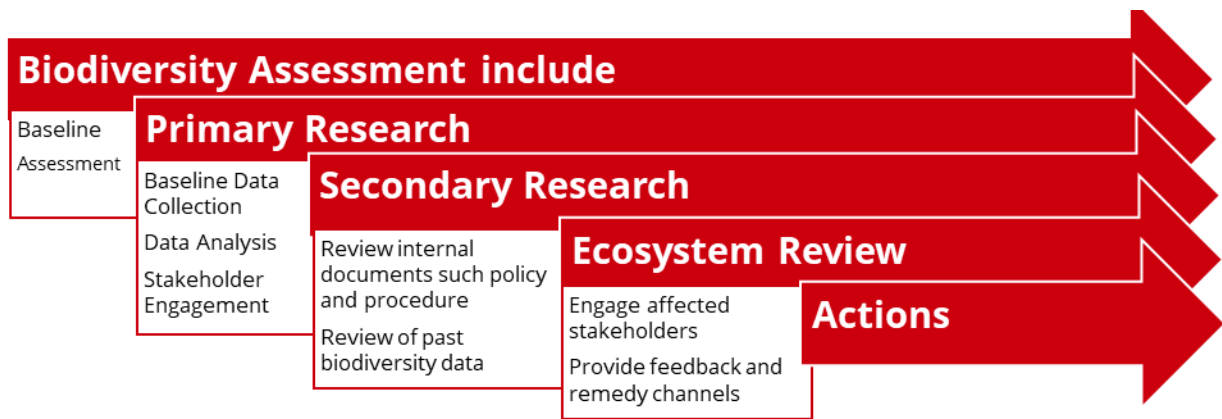 Biodiversity Assessment include
Baseline
Assessment
Primary Research
Baseline Data
Collection
Data Analysis
Stakeholder
Engagement
Secondary Research
Review internal
documents such policy
and procedure
Review of past
biodiversity data
Ecosystem Review
Engage affected
stakeholders
Provide feedback and
remedy channels
Actions